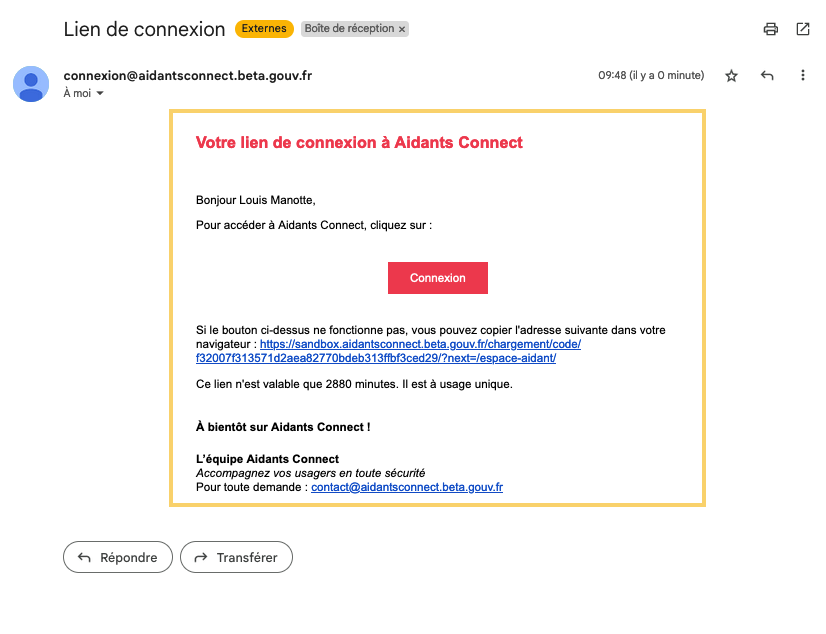 Lien de connexion Externes Boîte de réception ×
connexion@aidantsconnect.beta.gouv.fr 09:48 (il y a 0 minute)
À moi
Votre lien de connexion à Aidants Connect
Bonjour Louis Manotte,
Pour accéder à Aidants Connect, cliquez sur :
Connexion
Si le bouton ci-dessus ne fonctionne pas, vous pouvez copier l'adresse suivante dans votre
navigateur : https://sandbox.aidantsconnect.beta.gouv.fr/chargement/code/
f32007f313571d2aea82770bdeb313ffbf3ced29/?next=/espace-aidant/
Ce lien n'est valable que 2880 minutes. Il est à usage unique.
À bientôt sur Aidants Connect !
L'équipe Aidants Connect
Accompagnez vos usagers en toute sécurité
Pour toute demande : contact@aidantsconnect.beta.gouv.fr
Répondre Transférer